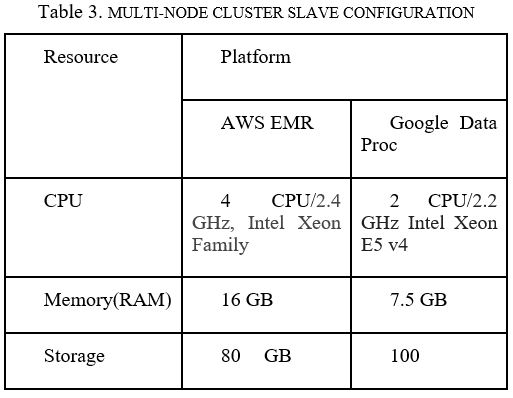 Table 3. MULTI-NODE CLUSTER SLAVE CONFIGURATION
Resource
Platform
AWS EMR
Google Data
Proc
CPU
4 CPU/2.4
GHz, Intel Xeon
Family
2 CPU/2.2
GHz Intel Xeon
E5 v4
Memory(RAM)
16 GB
7.5 GB
Storage
80 GB
100